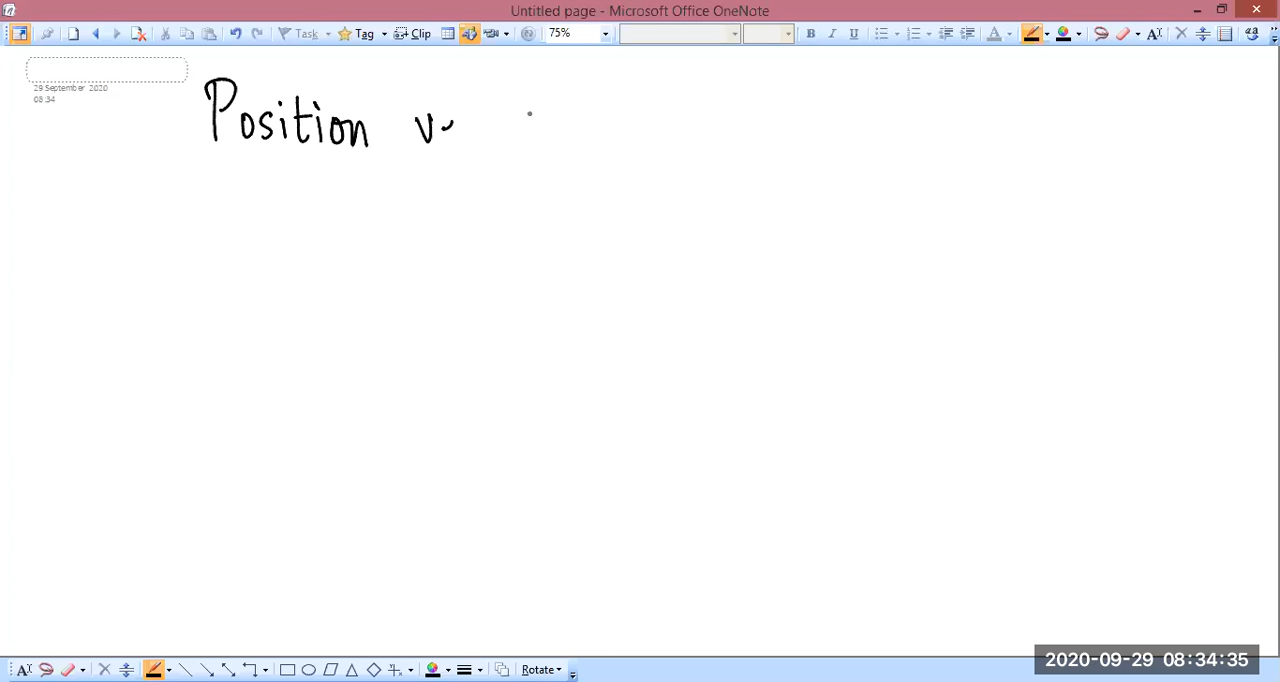 Untitled page - Microsoft Office OneNote
Task Tag Clip 75% B I U A
29 September 2020
08:34
Position v
2020-09-29 08:34:35
Rotate